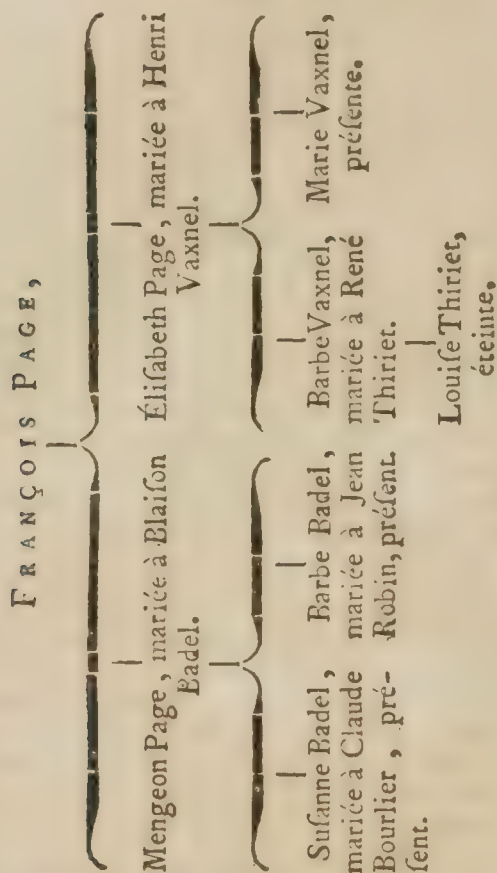 FRANÇOIS PAGE,
Mengeon Page, mariée à Blaiſon
Badel.
Éliſabeth Page, mariée à Henri
Vaxnel.
Suſanne Badel,
mariée à Claude
Bourlier, pré-
ſent.
Barbe Badel,
mariée à Jean
Robin, préſent.
Barbe Vaxnel,
mariée à René
Thiriet.
Marie Vaxnel,
préſente.
Louiſe Thiriet,
éteinte.